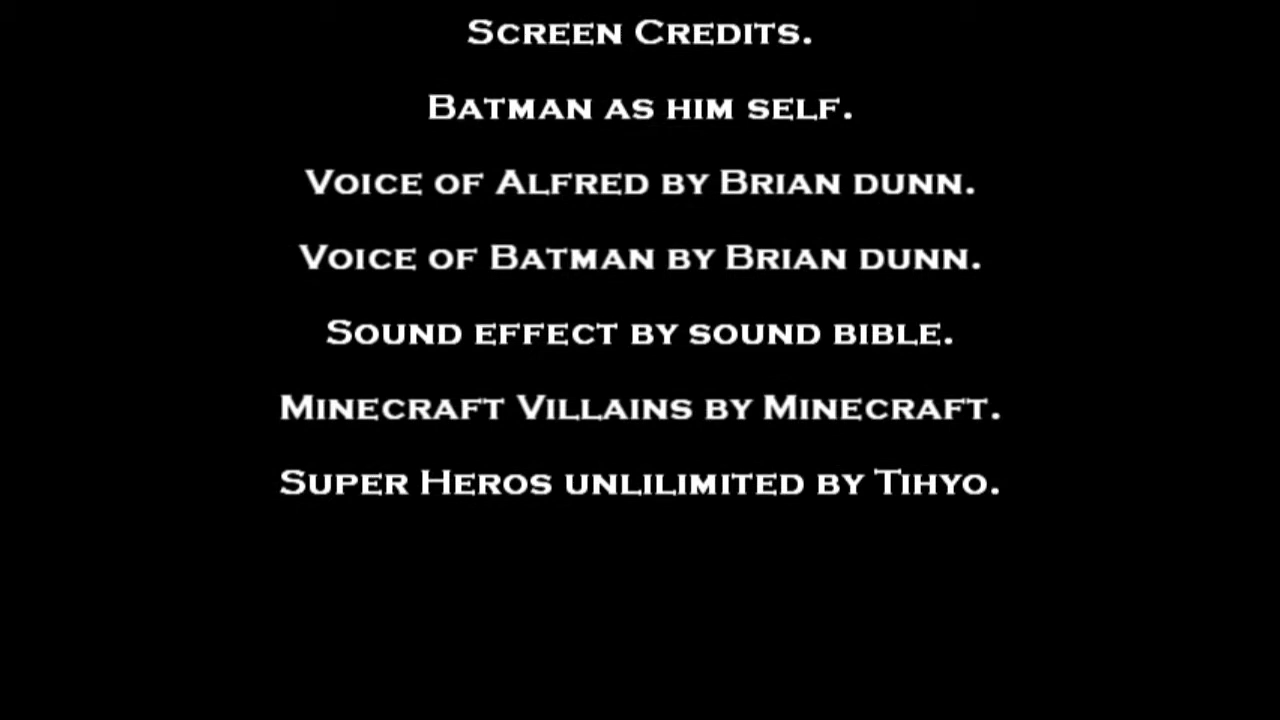 Screen Credits.
Batman as him self.
Voice of Alfred by Brian dunn.
Voice of Batman by Brian dunn.
Sound effect by sound bible.
Minecraft Villains by Minecraft.
Super Heros unlilimited by Tihyo.